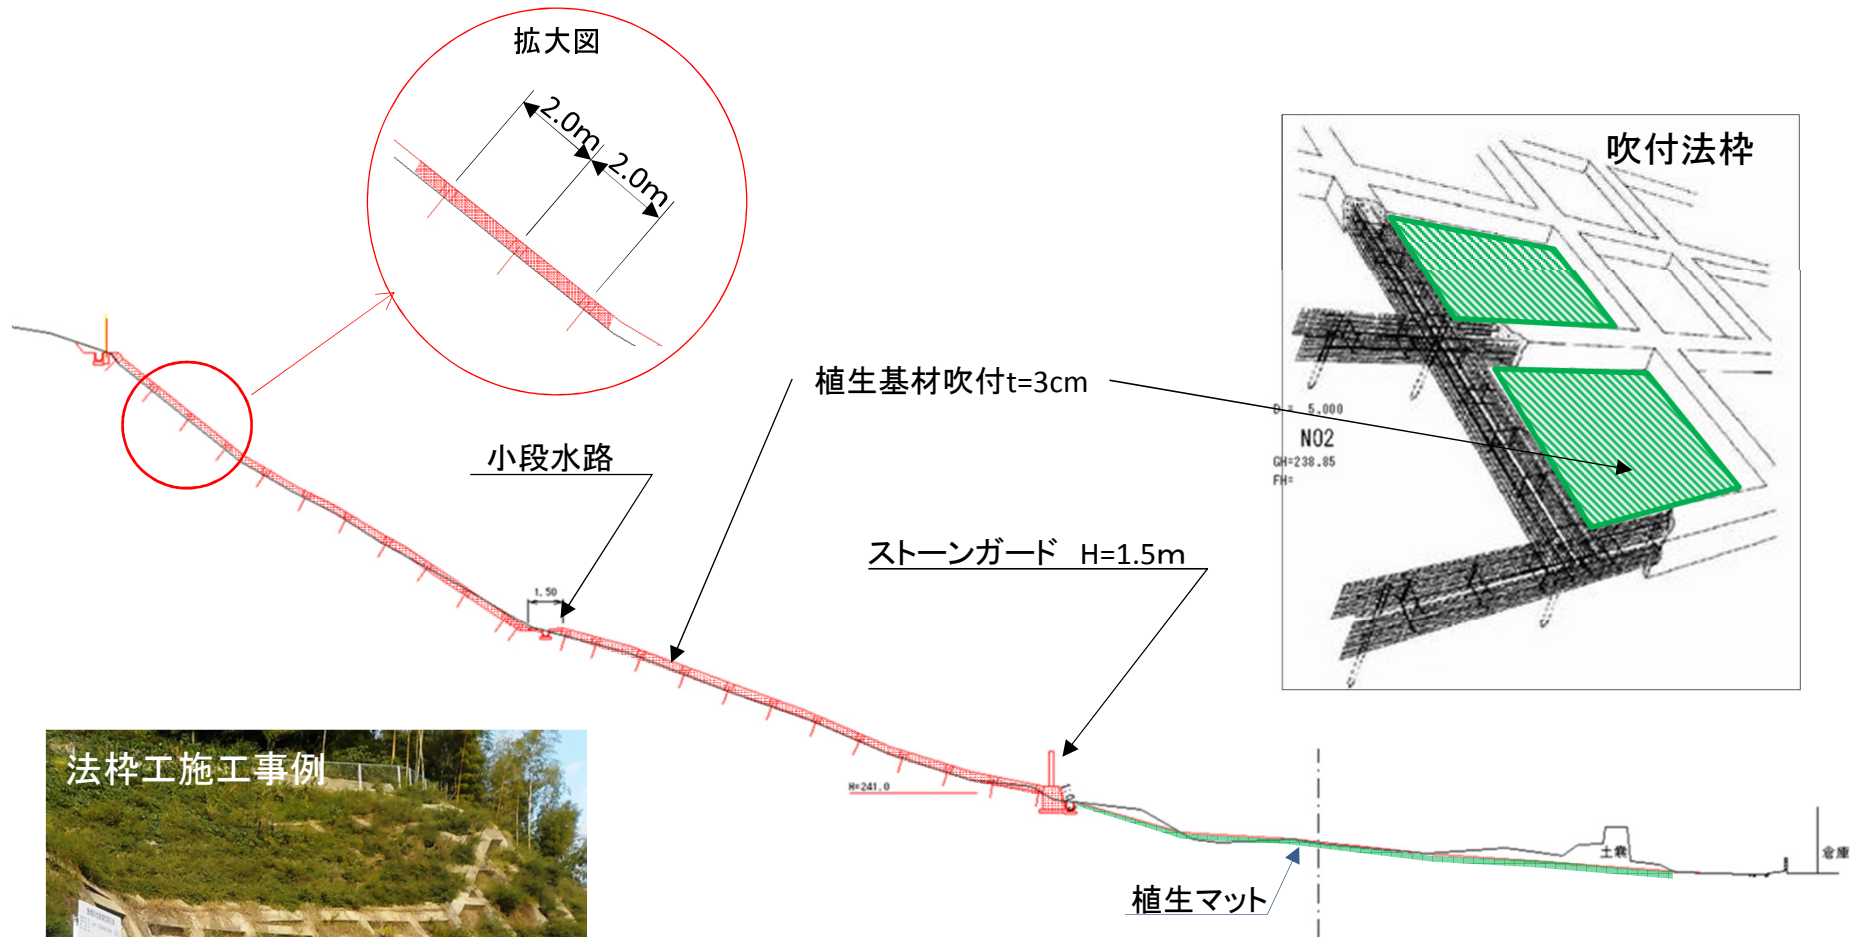 拡大図
2.0m
2.0m
吹付法枠
植生基材吹付t=3cm
D = 5.000
NO2
GH=238.85
FH=
小段水路
ストーンガード H=1.5m
1.50
法枠工施工事例
H=241.0
土嚢
倉庫
植生マット